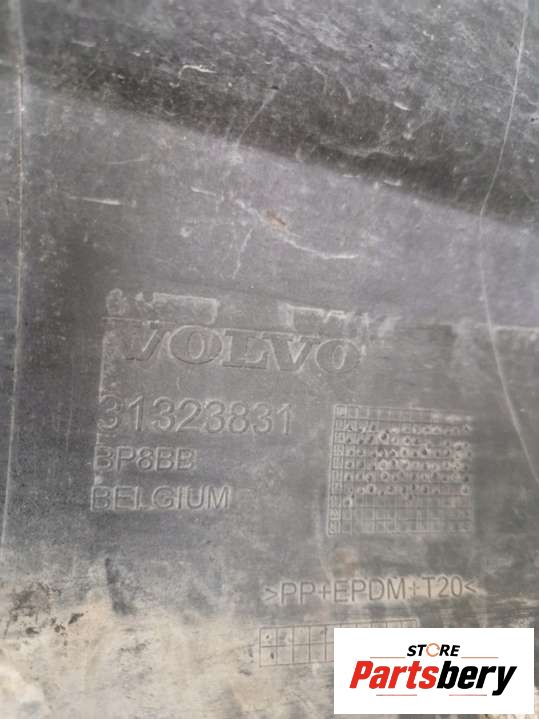 VOLVO
31323831
BP8BB
BELGIUM
>PP+EPDM+T20<
STORE
Partsbery